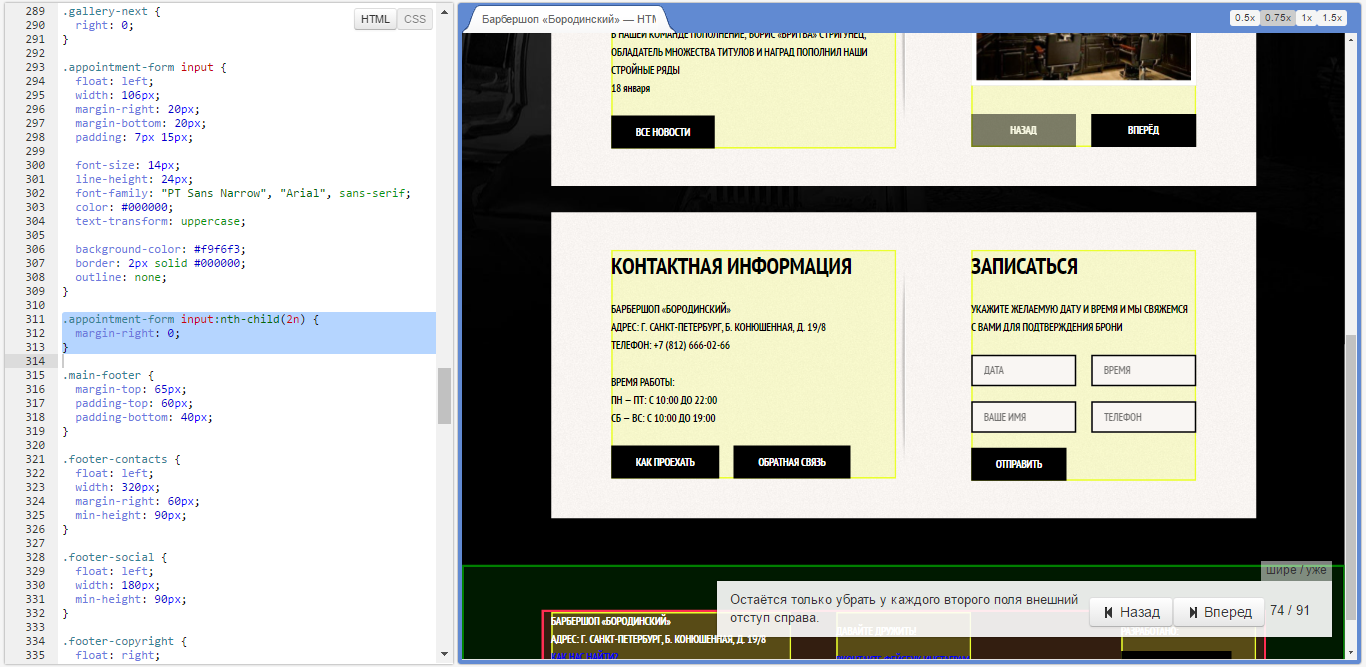 289 .gallery-next {
290 right: 0;
291 }
292
293 .appointment-form input {
294 float: left;
295 width: 106px;
296 margin-right: 20px;
297 margin-bottom: 20px;
298 padding: 7px 15px;
299
300 font-size: 14px;
301 line-height: 24px;
302 font-family: "PT Sans Narrow", "Arial", sans-serif;
303 color: #000000;
304 text-transform: uppercase;
305
306 background-color: #f9f6f3;
307 border: 2px solid #000000;
308 outline: none;
309 }
310
311 .appointment-form input:nth-child(2n) {
312 margin-right: 0;
313 }
314
315 .main-footer {
316 margin-top: 65px;
317 padding-top: 60px;
318 padding-bottom: 40px;
319 }
320
321 .footer-contacts {
322 float: left;
323 width: 320px;
324 margin-right: 60px;
325 min-height: 90px;
326 }
327
328 .footer-social {
329 float: left;
330 width: 180px;
331 min-height: 90px;
332 }
333
334 .footer-copyright {
335 float: right;
HTML CSS
Барбершоп «Бородинский» — HTM
0.5x 0.75x 1x 1.5x
В НАШЕЙ КОМАНДЕ ПОПОЛНЕНИЕ, БОРИС «БРИТВА» СТРИГУНЕЦ,
ОБЛАДАТЕЛЬ МНОЖЕСТВА ТИТУЛОВ И НАГРАД ПОПОЛНИЛ НАШИ
СТРОЙНЫЕ РЯДЫ
18 января
ВСЕ НОВОСТИ
НАЗАД ВПЕРЁД
КОНТАКТНАЯ ИНФОРМАЦИЯ
БАРБЕРШОП «БОРОДИНСКИЙ»
АДРЕС: Г. САНКТ-ПЕТЕРБУРГ, Б. КОНЮШЕННАЯ, Д. 19/8
ТЕЛЕФОН: +7 (812) 666-02-66
ВРЕМЯ РАБОТЫ:
ПН – ПТ: С 10:00 ДО 22:00
СБ – ВС: С 10:00 ДО 19:00
КАК ПРОЕХАТЬ ОБРАТНАЯ СВЯЗЬ
ЗАПИСАТЬСЯ
УКАЖИТЕ ЖЕЛАЕМУЮ ДАТУ И ВРЕМЯ И МЫ СВЯЖЕМСЯ
С ВАМИ ДЛЯ ПОДТВЕРЖДЕНИЯ БРОНИ
ДАТА ВРЕМЯ
ВАШЕ ИМЯ ТЕЛЕФОН
ОТПРАВИТЬ
шире / уже
Остаётся только убрать у каждого второго поля внешний
отступ справа.
Назад Вперед 74 / 91
БАРБЕРШОП «БОРОДИНСКИЙ»
АДРЕС: Г. САНКТ-ПЕТЕРБУРГ, Б. КОНЮШЕННАЯ, Д. 19/8
КАК НАС НАЙТИ?
ДАВАЙТЕ ДРУЖИТЬ!
ВКОНТАКТЕ ФЕЙСБУК ИНСТАГРАМ
РАЗРАБОТАНО: